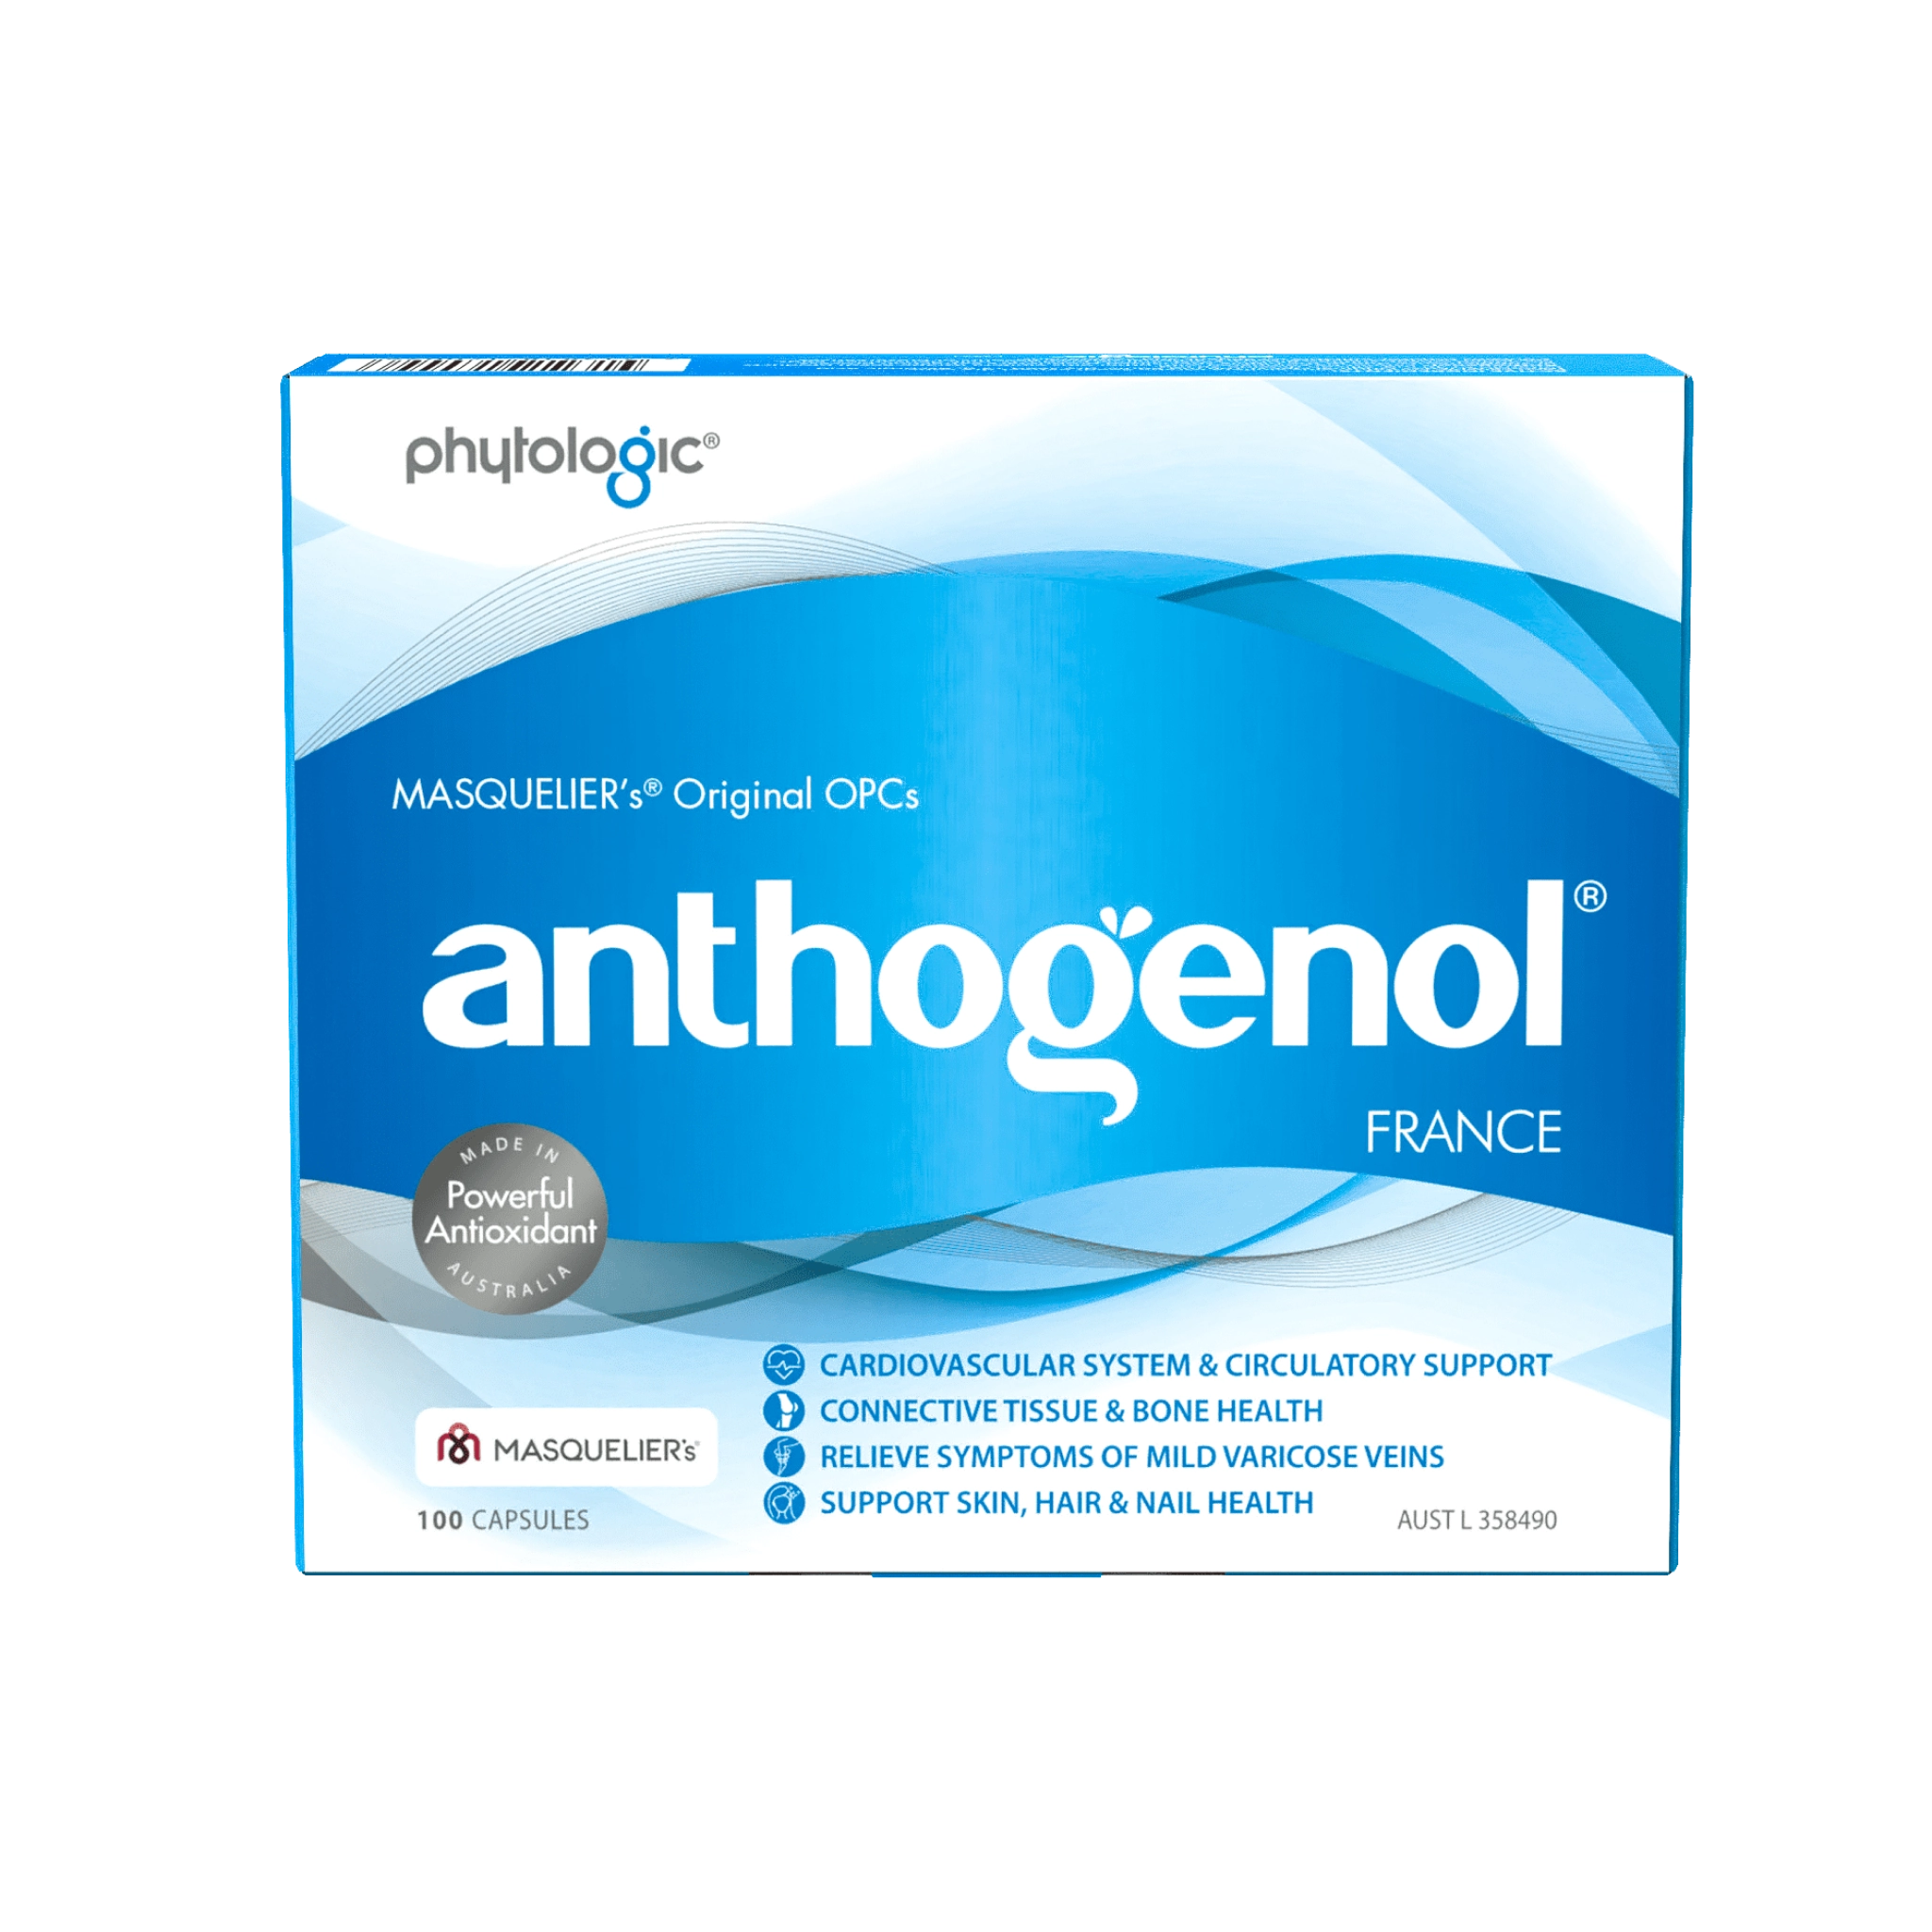 phytologic®
MASQUELIER's® Original OPCs
anthogenol®
FRANCE
MADE IN
Powerful
Antioxidant
AUSTRALIA
CARDIOVASCULAR SYSTEM & CIRCULATORY SUPPORT
CONNECTIVE TISSUE & BONE HEALTH
RELIEVE SYMPTOMS OF MILD VARICOSE VEINS
SUPPORT SKIN, HAIR & NAIL HEALTH
MASQUELIER's®
100 CAPSULES
AUST L 358490